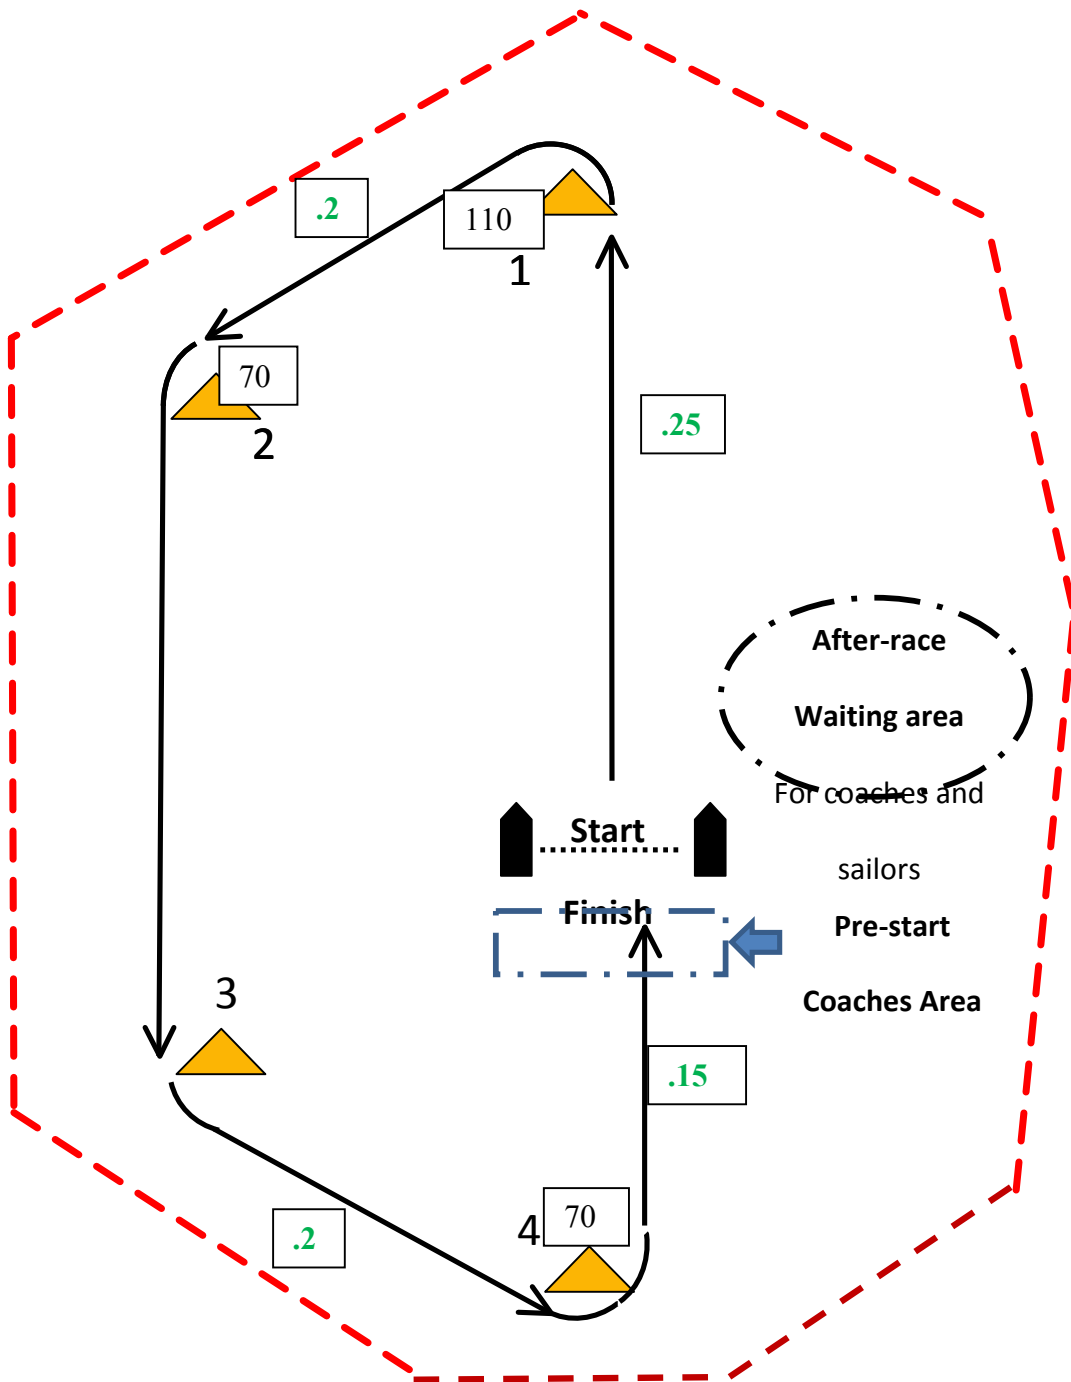 .2
110
1
70
2
.25
After-race
Waiting area
For coaches and
sailors
Start
Finish
Pre-start
Coaches Area
3
.15
.2
4
70